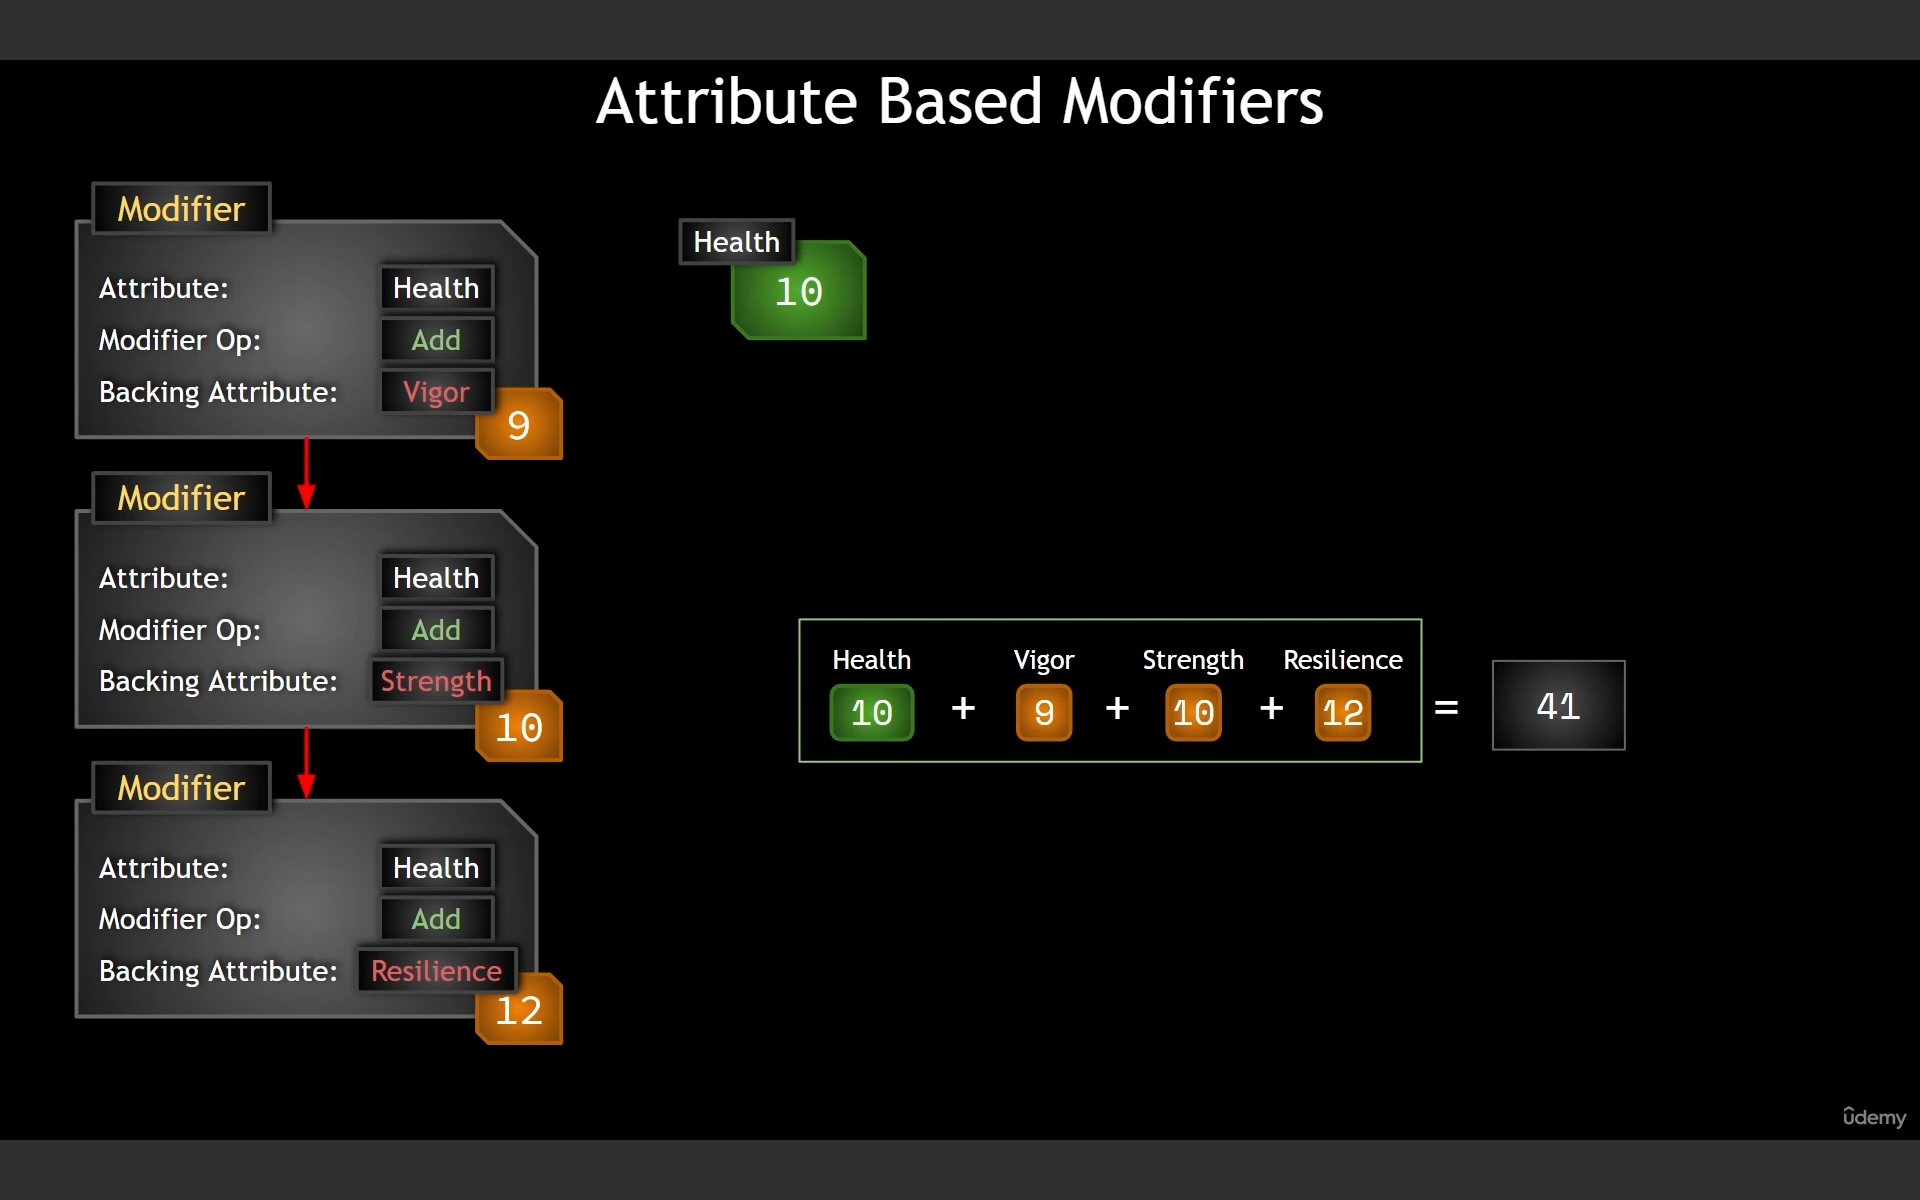 Attribute Based Modifiers
Modifier
Attribute: Health
Modifier Op: Add
Backing Attribute: Vigor
9
Modifier
Attribute: Health
Modifier Op: Add
Backing Attribute: Strength
10
Modifier
Attribute: Health
Modifier Op: Add
Backing Attribute: Resilience
12
Health
10
Health Vigor Strength Resilience
10 + 9 + 10 + 12 = 41
ûdemy